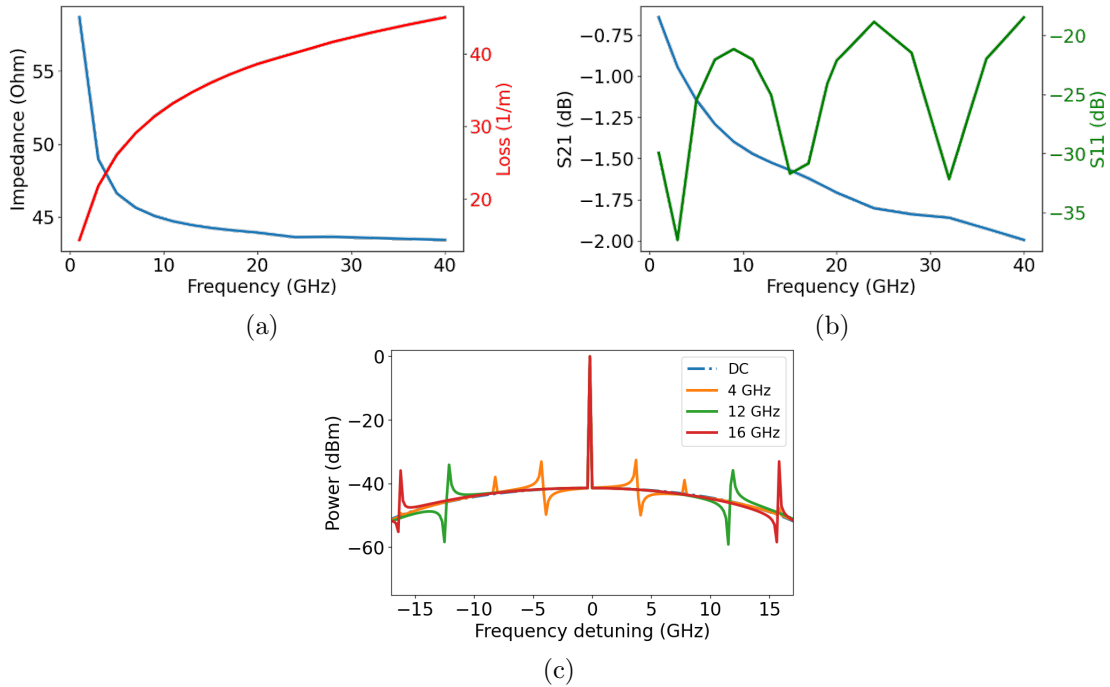 Impedance (Ohm)
55
50
45
0 10 20 30 40
Frequency (GHz)
40
30
20
Loss (1/m)
(a)
S21 (dB)
−0.75
−1.00
−1.25
−1.50
−1.75
−2.00
0 10 20 30 40
Frequency (GHz)
−20
−25
−30
−35
S11 (dB)
(b)
Power (dBm)
0
−20
−40
−60
DC
4 GHz
12 GHz
16 GHz
−15 −10 −5 0 5 10 15
Frequency detuning (GHz)
(c)